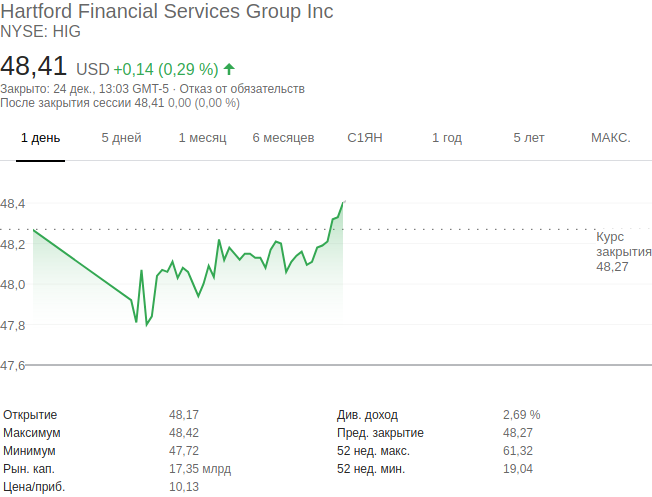 Hartford Financial Services Group Inc
NYSE: HIG
48,41 USD +0,14 (0,29 %)
Закрыто: 24 дек., 13:03 GMT-5 · Отказ от обязательств
После закрытия сессии 48,41 0,00 (0,00 %)
1 день 5 дней 1 месяц 6 месяцев С1ЯН 1 год 5 лет МАКС.
48,4
48,2
48,0
47,8
47,6
Курс
закрытия
48,27
Открытие 48,17 Див. доход 2,69 %
Максимум 48,42 Пред. закрытие 48,27
Минимум 47,72 52 нед. макс. 61,32
Рын. кап. 17,35 млрд 52 нед. мин. 19,04
Цена/приб. 10,13